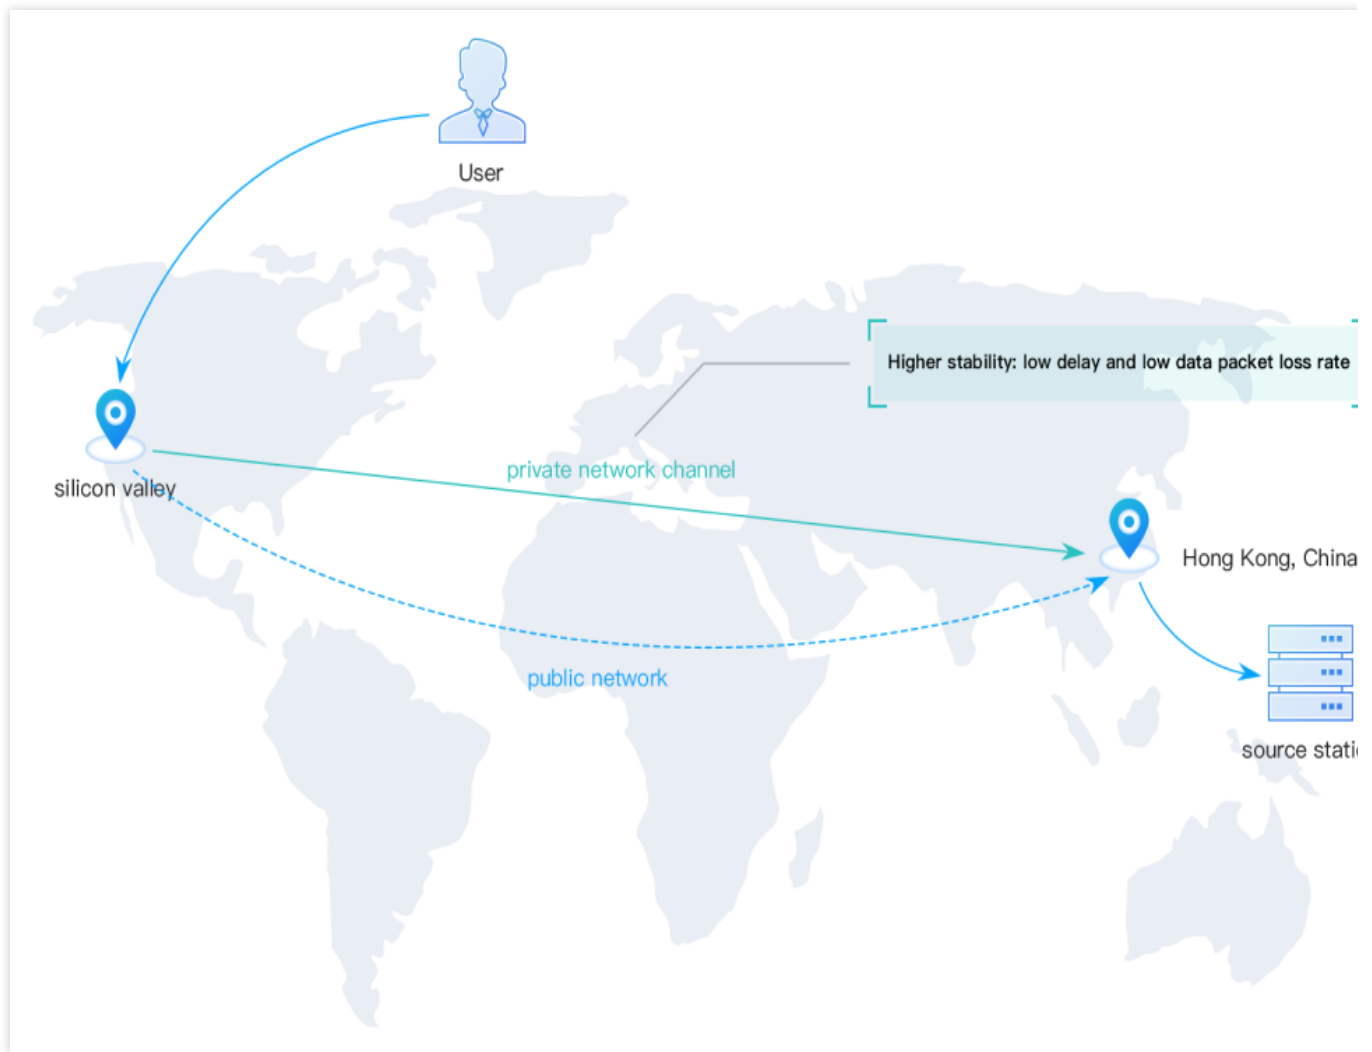 User
Higher stability: low delay and low data packet loss rate
private network channel
silicon valley
Hong Kong, China
public network
source